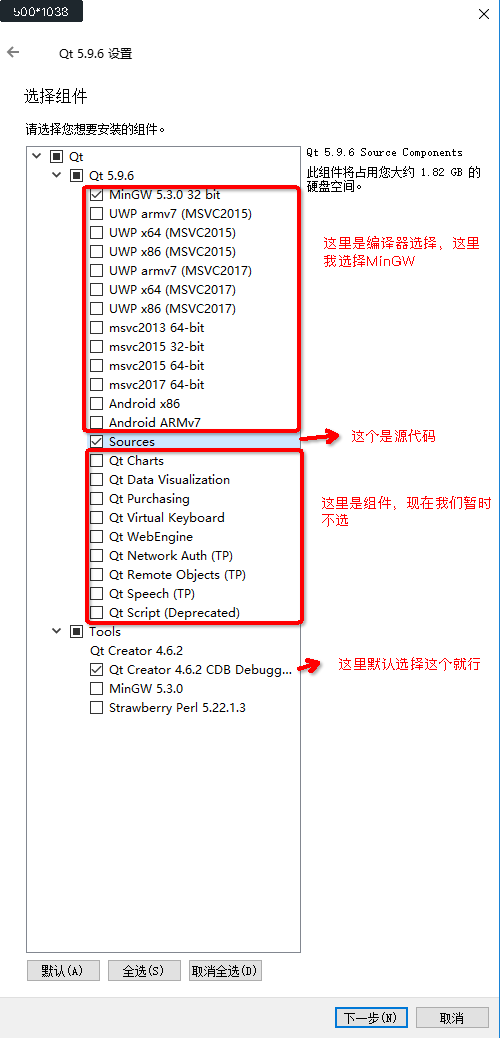 500*1038
Qt 5.9.6 设置
选择组件
请选择您想要安装的组件。
Qt
Qt 5.9.6
MinGW 5.3.0 32 bit
UWP armv7 (MSVC2015)
UWP x64 (MSVC2015)
UWP x86 (MSVC2015)
UWP armv7 (MSVC2017)
UWP x64 (MSVC2017)
UWP x86 (MSVC2017)
msvc2013 64-bit
msvc2015 32-bit
msvc2015 64-bit
msvc2017 64-bit
Android x86
Android ARMv7
Sources
Qt Charts
Qt Data Visualization
Qt Purchasing
Qt Virtual Keyboard
Qt WebEngine
Qt Network Auth (TP)
Qt Remote Objects (TP)
Qt Speech (TP)
Qt Script (Deprecated)
Tools
Qt Creator 4.6.2
Qt Creator 4.6.2 CDB Debugg...
MinGW 5.3.0
Strawberry Perl 5.22.1.3
Qt 5.9.6 Source Components
此组件将占用您大约 1.82 GB 的
硬盘空间。
这里是编译器选择，这里
我选择MinGW
这个是源代码
这里是组件，现在我们暂时
不选
这里默认选择这个就行
默认(A)
全选(S)
取消全选(D)
下一步(N)
取消